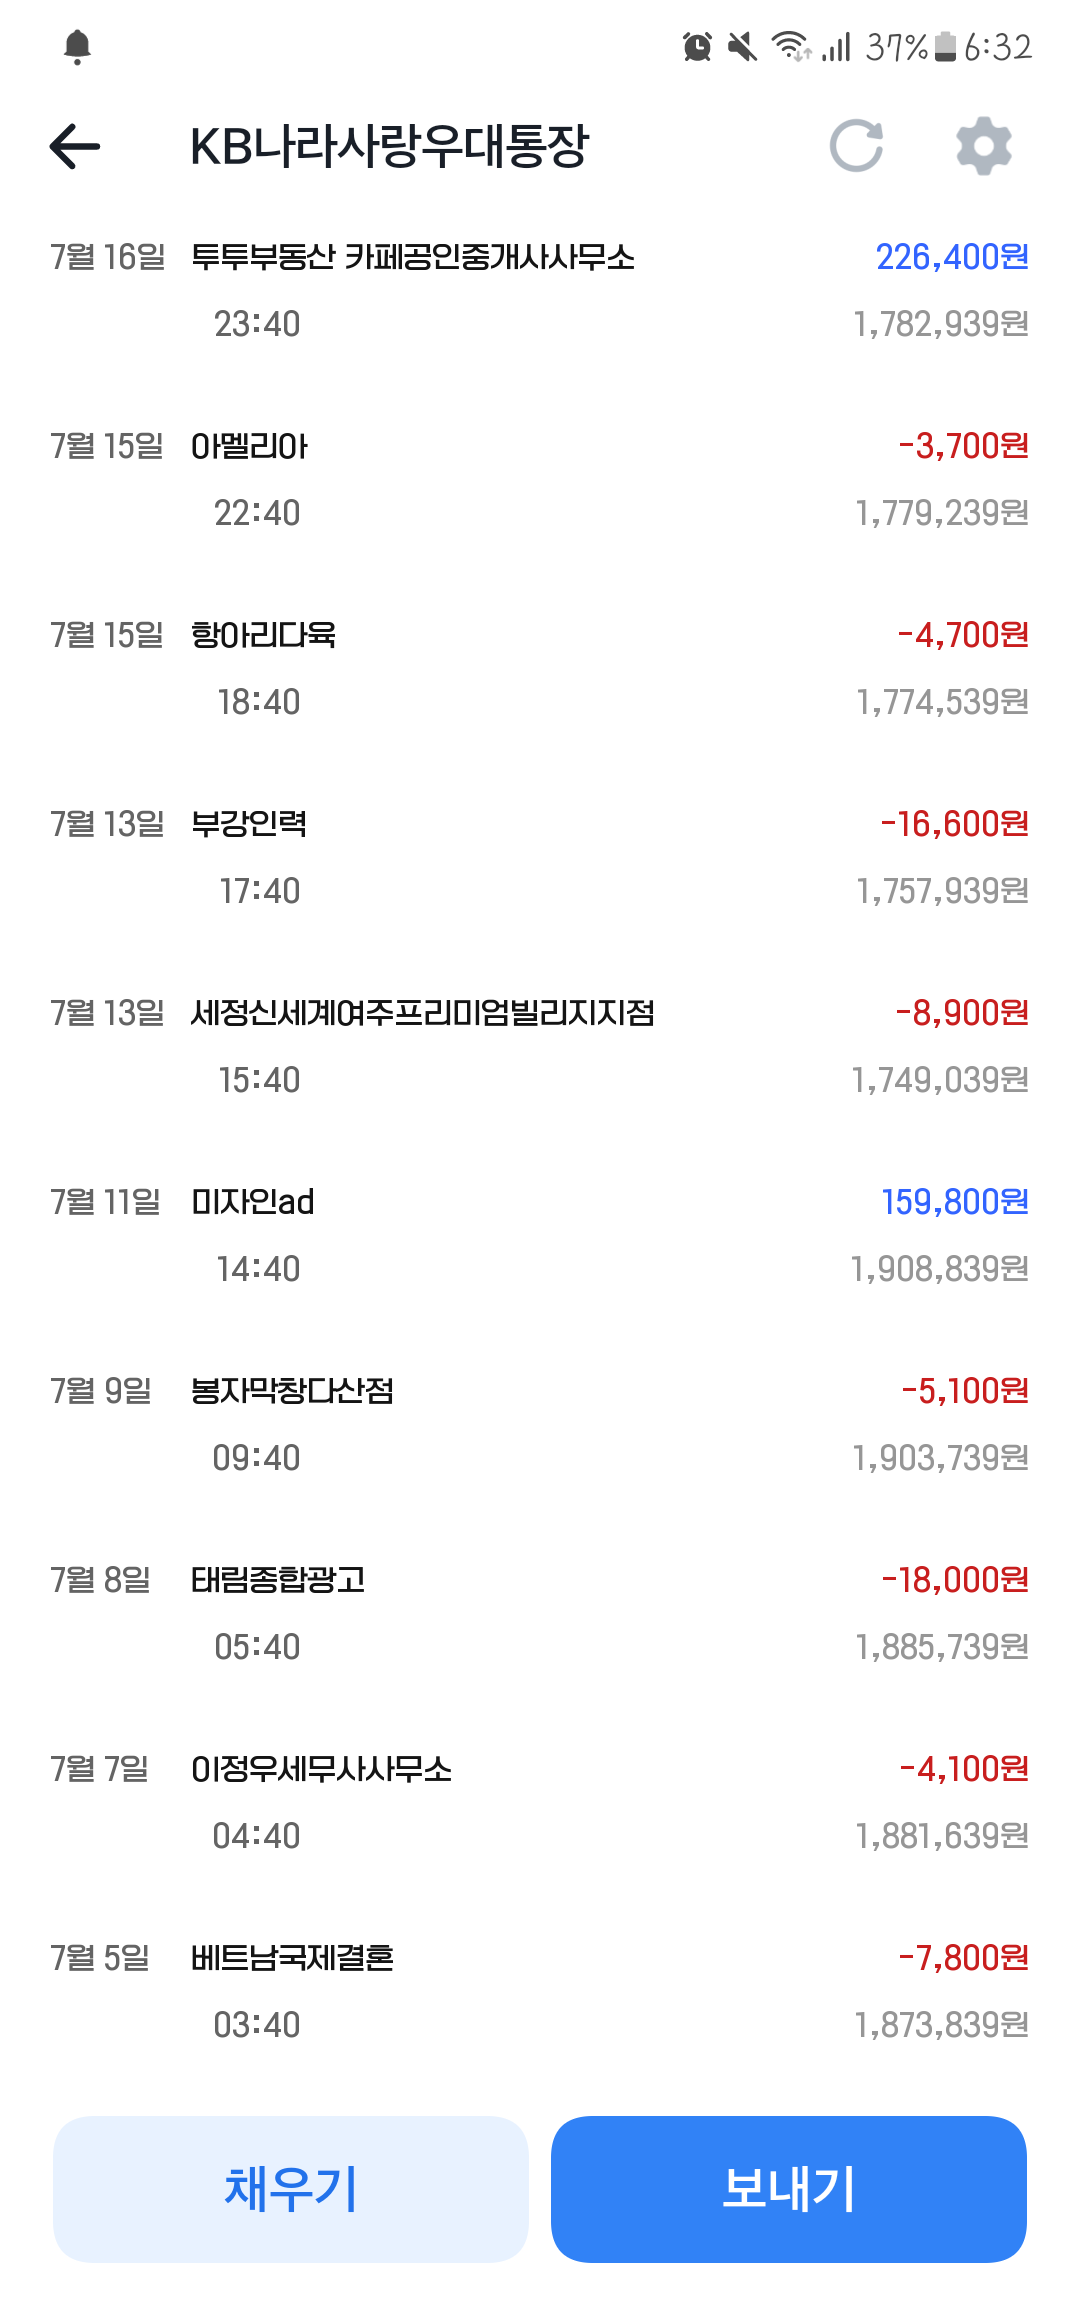 37% 6:32
KB나라사랑우대통장
7월 16일 투투부동산 카페공인중개사사무소 226,400원
23:40 1,782,939원
7월 15일 아멜리아 -3,700원
22:40 1,779,239원
7월 15일 항아리다육 -4,700원
18:40 1,774,539원
7월 13일 부강인력 -16,600원
17:40 1,757,939원
7월 13일 세정신세계여주프리미엄빌리지지점 -8,900원
15:40 1,749,039원
7월 11일 미자인ad 159,800원
14:40 1,908,839원
7월 9일 봉자막창다산점 -5,100원
09:40 1,903,739원
7월 8일 태림종합광고 -18,000원
05:40 1,885,739원
7월 7일 이정우세무사사무소 -4,100원
04:40 1,881,639원
7월 5일 베트남국제결혼 -7,800원
03:40 1,873,839원
채우기 보내기